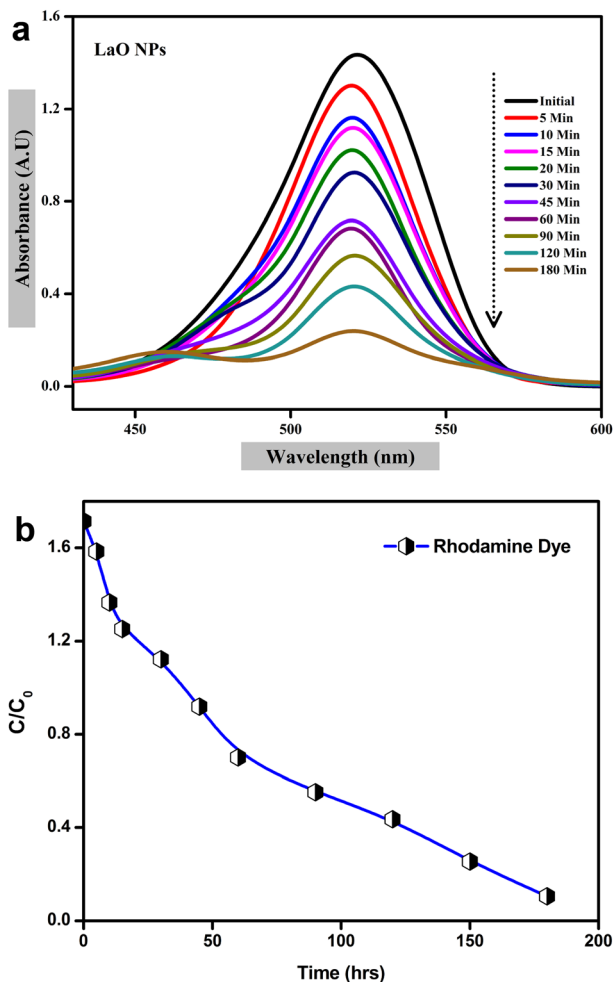 a
LaO NPs
Absorbance (A.U)
1.6
1.2
0.8
0.4
0.0
450
500
550
600
Wavelength (nm)
Initial
5 Min
10 Min
15 Min
20 Min
30 Min
45 Min
60 Min
90 Min
120 Min
180 Min
b
Rhodamine Dye
C/C₀
1.6
1.2
0.8
0.4
0.0
0
50
100
150
200
Time (hrs)